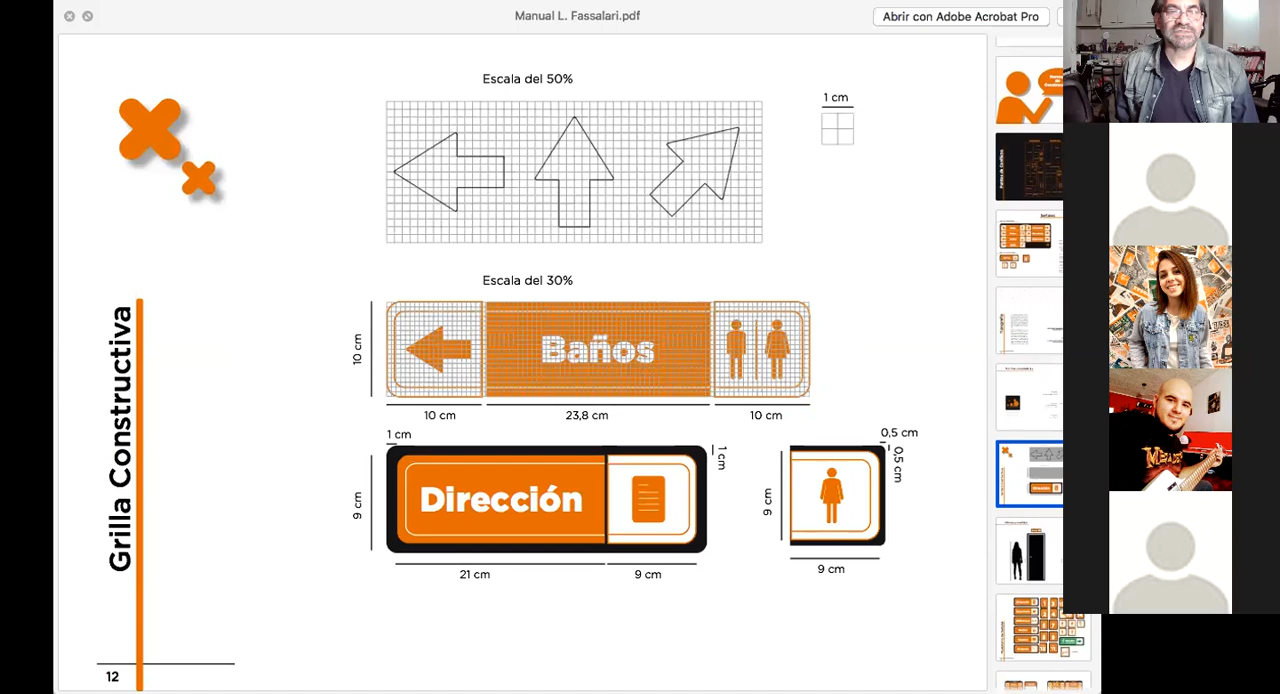 Manual L. Fassalari.pdf
Abrir con Adobe Acrobat Pro
Escala del 50%
1 cm
Escala del 30%
Grilla Constructiva
10 cm
Baños
10 cm
23,8 cm
10 cm
1 cm
1 cm
0,5 cm
0,5 cm
9 cm
Dirección
9 cm
21 cm
9 cm
9 cm
12